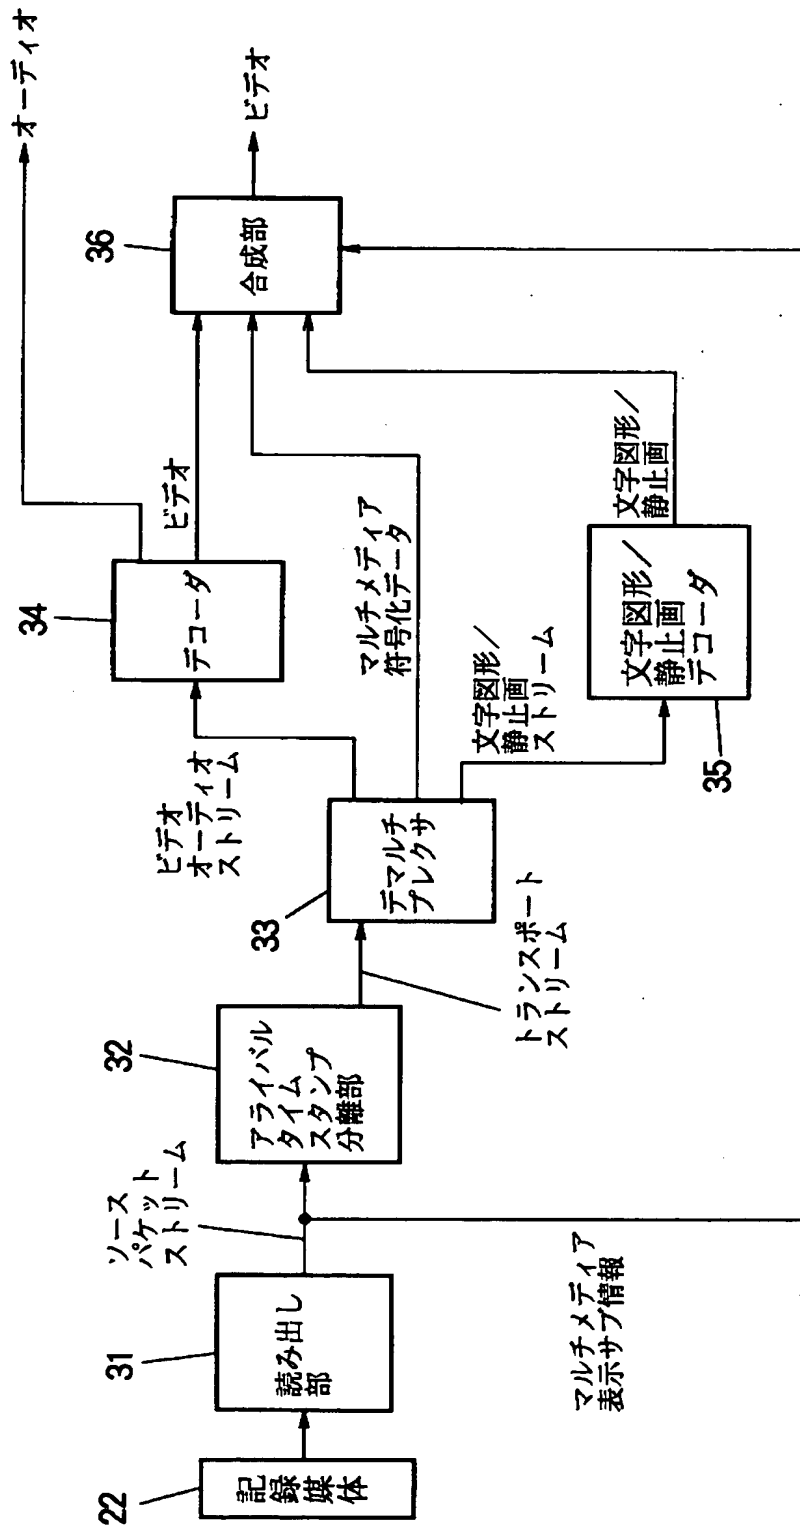 22
記録媒体
31
読み出し
部
ソース
パケット
ストリーム
マルチメディア
表示サブ情報
32
アライバル
タイム
スタンプ
分離部
トランスポート
ストリーム
33
デマルチ
プレクサ
ビデオ
オーディオ
ストリーム
34
デコーダ
ビデオ
オーディオ
マルチメディア
符号化データ
文字図形／
静止画
ストリーム
35
文字図形／
静止画
デコーダ
文字図形／
静止画
36
合成部
ビデオ